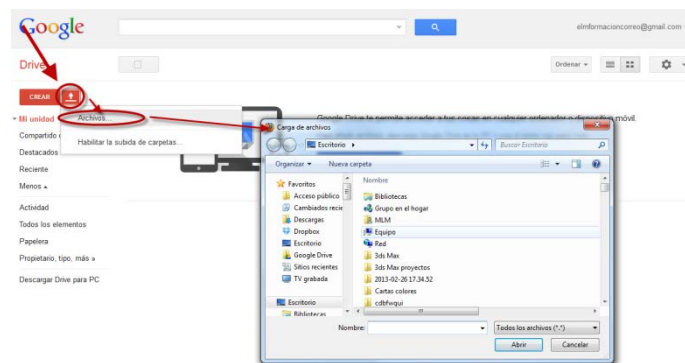 Google
elmformacioncorreo@gmail.com
Drive
Ordenar
CREAR
Archivos...
Habilitar la subida de carpetas...
Mi unidad
Compartido
Destacados
Reciente
Menos
Actividad
Todos los elementos
Papelera
Propietario, tipo, más »
Descargar Drive para PC
Google Drive te permite acceder a tus cosas en cualquier ordenador o dispositivo móvil.
Carga de archivos
Escritorio
Buscar Escritorio
Organizar
Nueva carpeta
Favoritos
Acceso público
Cambiados recie
Descargas
Dropbox
Escritorio
Google Drive
Sitios recientes
TV grabada
Escritorio
Bibliotecas
Nombre
Bibliotecas
Grupo en el hogar
MLM
Equipo
Red
3ds Max
3ds Max proyectos
2013-02-26 17.34.52
Cartas colores
cdbfwqui
Nombre:
Todos los archivos (*.*)
Abrir
Cancelar